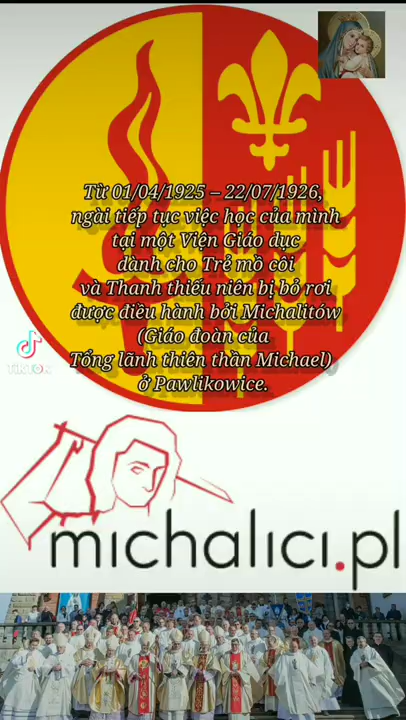 Từ 01/04/1925 – 22/07/1926,
ngài tiếp tục việc học của mình
tại một Viện Giáo dục
dành cho Trẻ mồ côi
và Thanh thiếu niên bị bỏ rơi
được điều hành bởi Michalitów
(Giáo đoàn của
Tổng lãnh thiên thần Michael)
ở Pawlikowice.
TIKTOK
michalici.pl